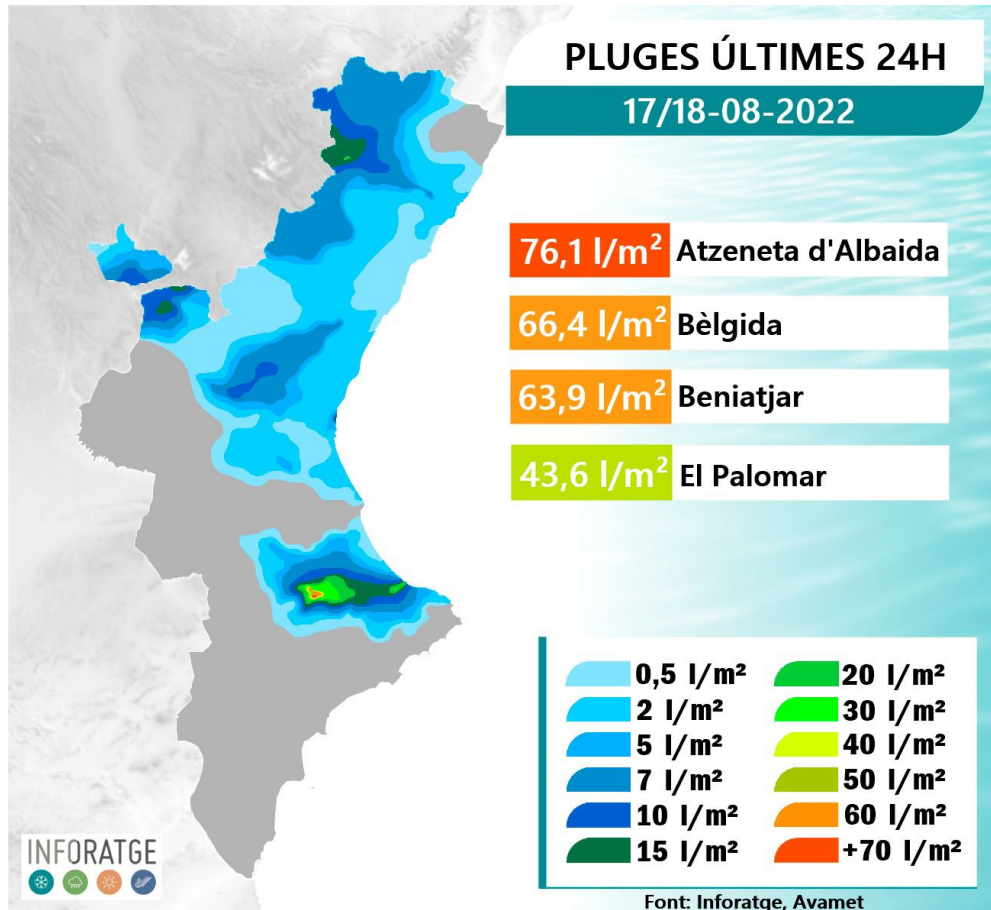 PLUGES ÚLTIMES 24H
17/18-08-2022
76,1 l/m² Atzeneta d'Albaida
66,4 l/m² Bèlgida
63,9 l/m² Beniatjar
43,6 l/m² El Palomar
0,5 l/m²
2 l/m²
5 l/m²
7 l/m²
10 l/m²
15 l/m²
20 l/m²
30 l/m²
40 l/m²
50 l/m²
60 l/m²
+70 l/m²
INFORATGE
Font: Inforatge, Avamet